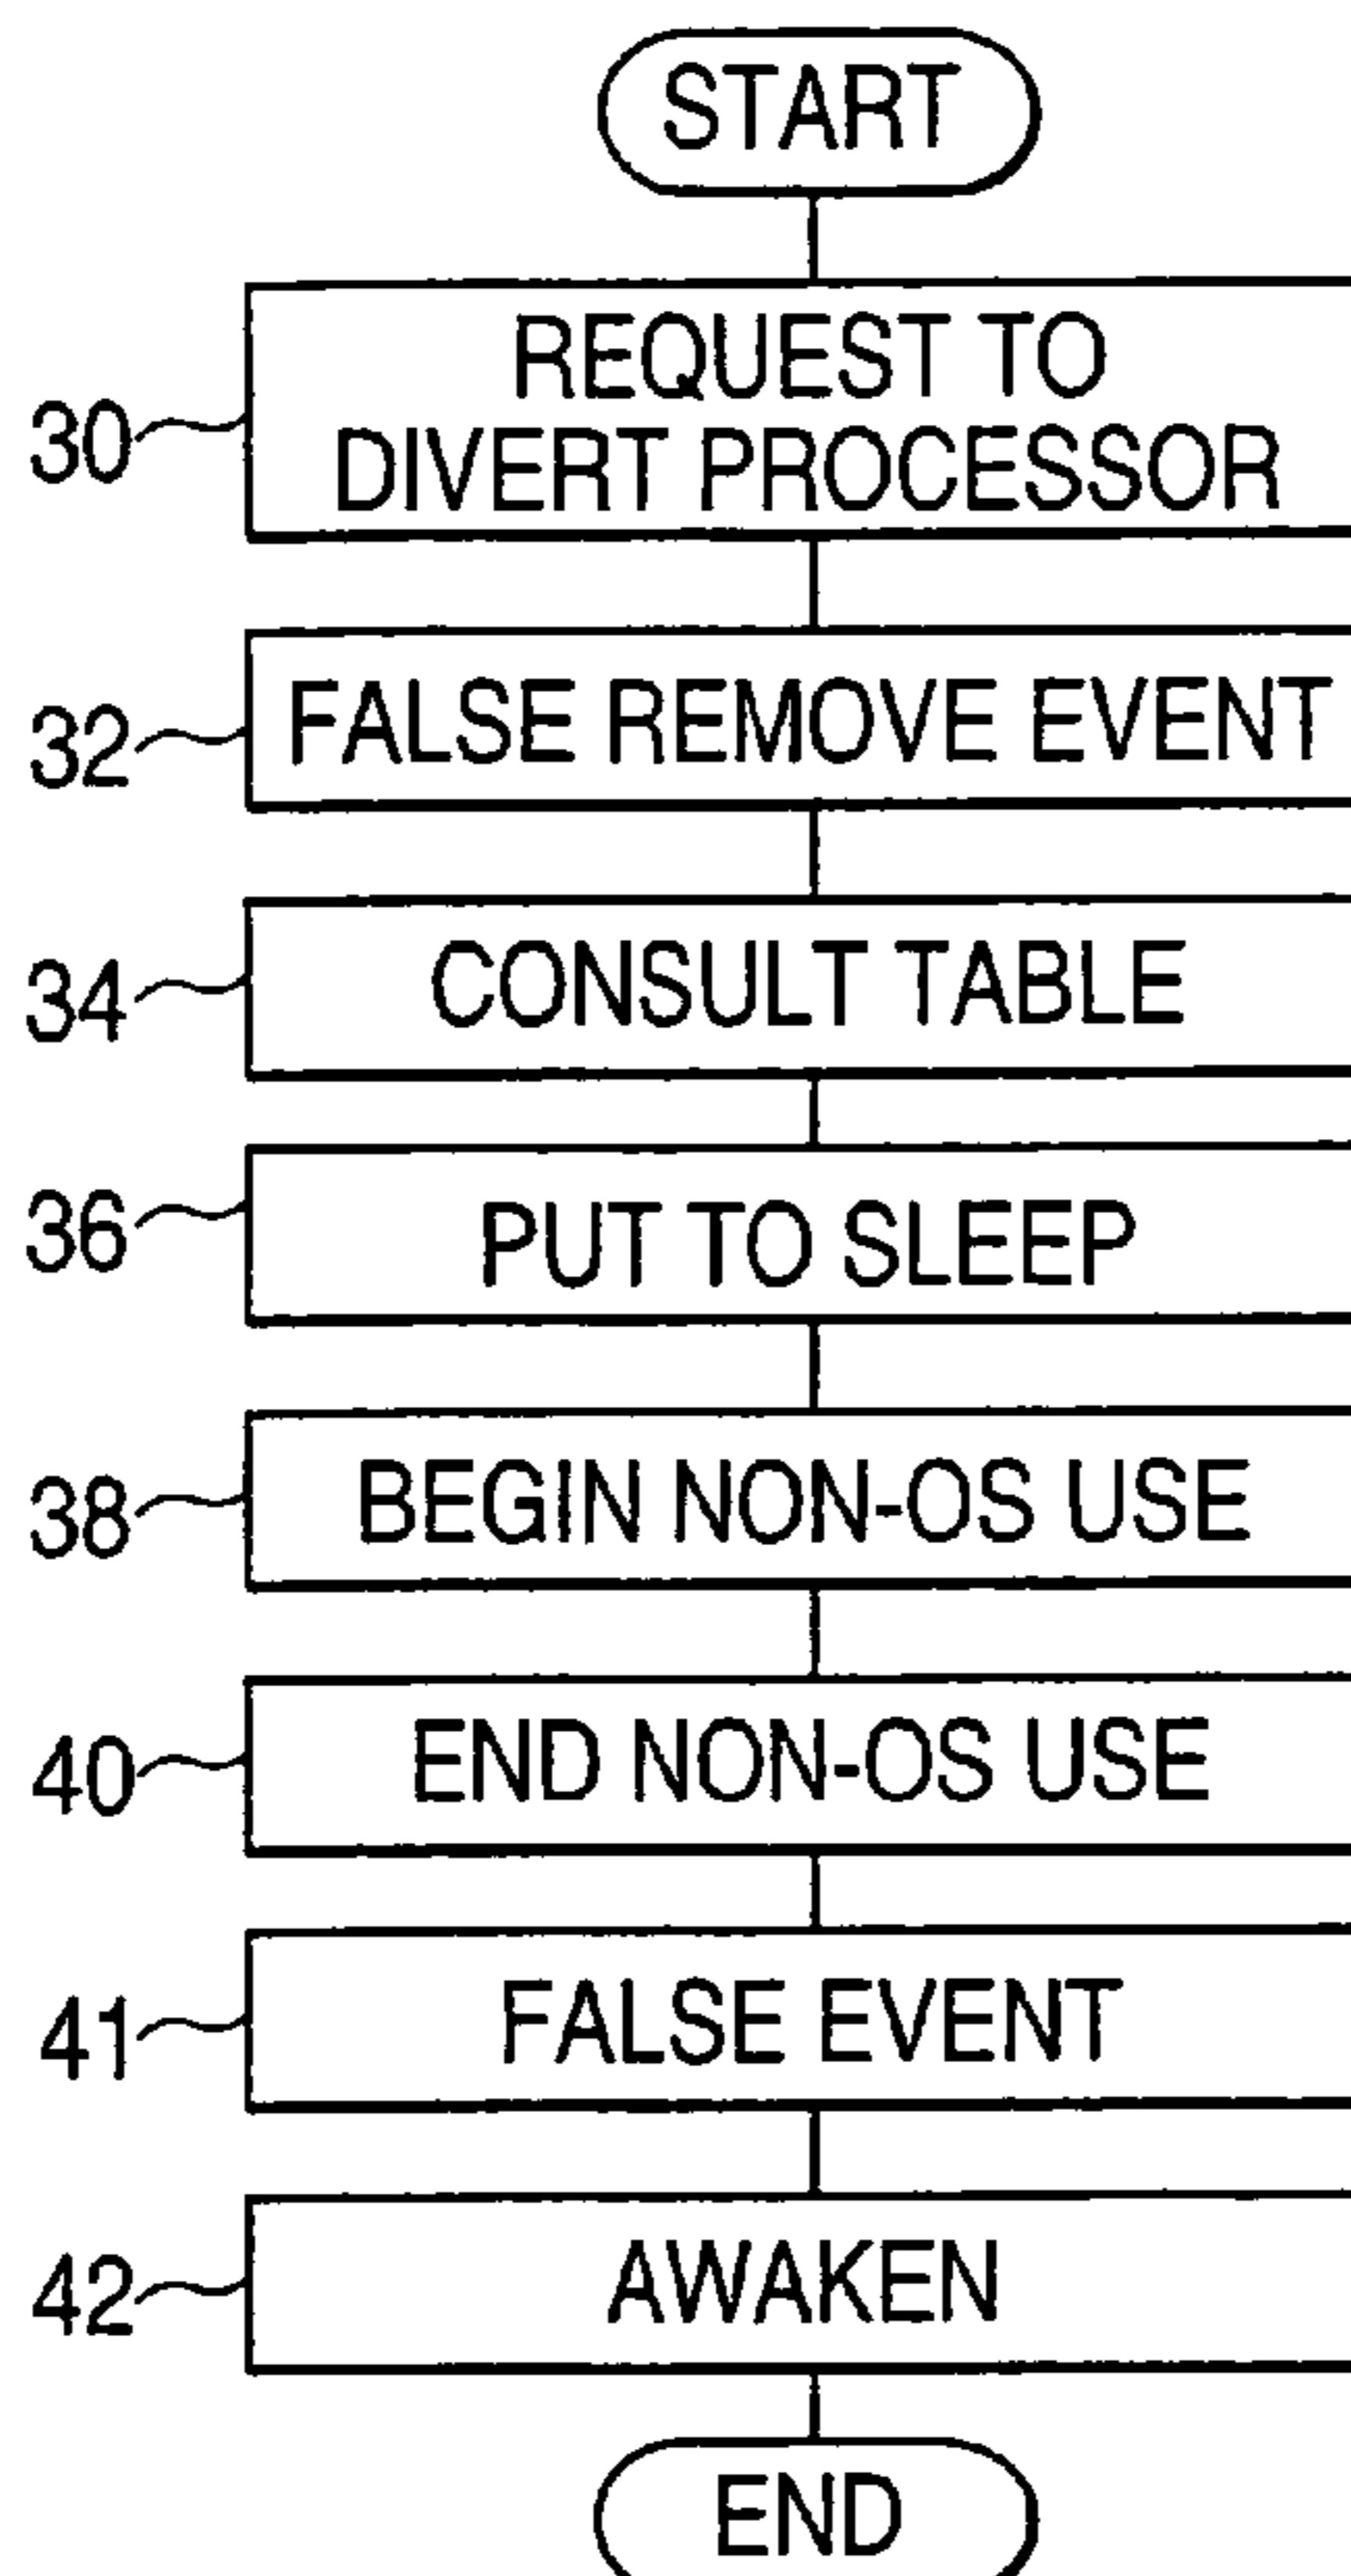 START
30
REQUEST TO
DIVERT PROCESSOR
32
FALSE REMOVE EVENT
34
CONSULT TABLE
36
PUT TO SLEEP
38
BEGIN NON-OS USE
40
END NON-OS USE
41
FALSE EVENT
42
AWAKEN
END